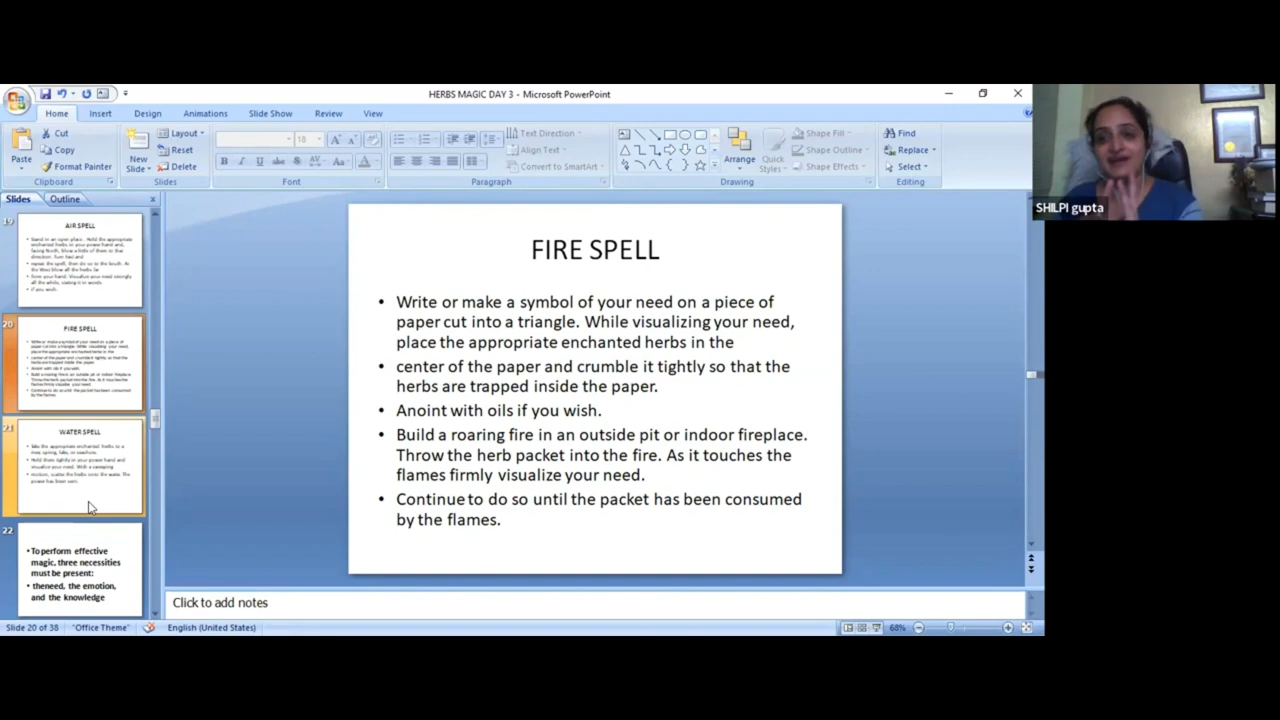 HERBS MAGIC DAY 3 - Microsoft PowerPoint
Home Insert Design Animations Slide Show Review View
Paste
Cut
Copy
Format Painter
Clipboard
New
Slide
Layout
Reset
Delete
Slides
18
Font
Text Direction
Align Text
Convert to SmartArt
Paragraph
Arrange
Quick
Styles
Shape Fill
Shape Outline
Shape Effects
Drawing
Find
Replace
Select
Editing
SHILPI gupta
Slides Outline
19
AIR SPELL
20
FIRE SPELL
21
WATER SPELL
22
• To perform effective
magic, three necessities
must be present:
• theneed, the emotion,
and the knowledge
FIRE SPELL
• Write or make a symbol of your need on a piece of
paper cut into a triangle. While visualizing your need,
place the appropriate enchanted herbs in the
• center of the paper and crumble it tightly so that the
herbs are trapped inside the paper.
• Anoint with oils if you wish.
• Build a roaring fire in an outside pit or indoor fireplace.
Throw the herb packet into the fire. As it touches the
flames firmly visualize your need.
• Continue to do so until the packet has been consumed
by the flames.
Click to add notes
Slide 20 of 38 "Office Theme" English (United States) 68%